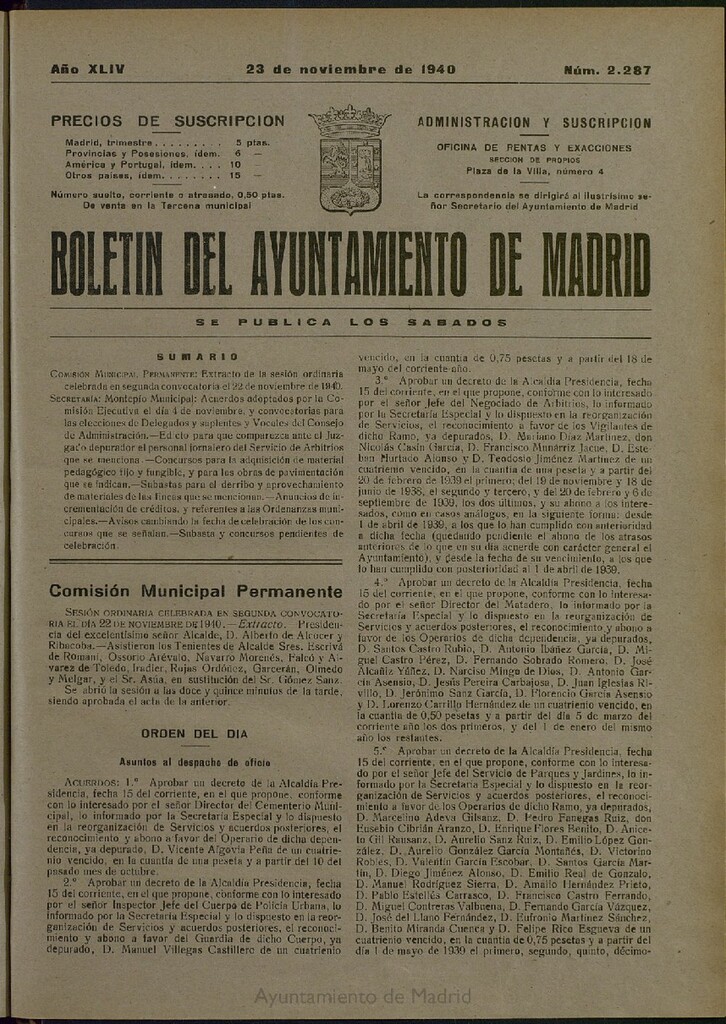 Año XLIV 23 de noviembre de 1940 Núm. 2.287
PRECIOS DE SUSCRIPCION
Madrid, trimestre . . . . . . . . . 5 ptas.
Provincias y Posesiones, ídem. 6 —
América y Portugal, ídem. . . . 10 —
Otros países, ídem. . . . . . . . 15 —
Número suelto, corriente o atrasado, 0,50 ptas.
De venta en la Tercena municipal
ADMINISTRACION Y SUSCRIPCION
OFICINA DE RENTAS Y EXACCIONES
SECCION DE PROPIOS
Plaza de la Villa, número 4
La correspondencia se dirigirá al ilustrísimo se-
ñor Secretario del Ayuntamiento de Madrid
BOLETIN DEL AYUNTAMIENTO DE MADRID
SE PUBLICA LOS SABADOS
SUMARIO
COMISIÓN MUNICIPAL PERMANENTE: Extracto de la sesión ordinaria
celebrada en segunda convocatoria el 22 de noviembre de 1940.
SECRETARÍA: Montepío Municipal: Acuerdos adoptados por la Co-
misión Ejecutiva el día 4 de noviembre, y convocatorias para
las elecciones de Delegados y suplentes y Vocales del Consejo
de Administración.—Edicto para que comparezca ante el Juz-
gado depurador el personal jornalero del Servicio de Arbitrios
que se menciona.—Concursos para la adquisición de material
pedagógico fijo y fungible, y para las obras de pavimentación
que se indican.—Subastas para el derribo y aprovechamiento
de materiales de las fincas que se mencionan.—Anuncios de in-
crementación de créditos, y referentes a las Ordenanzas muni-
cipales.—Avisos cambiando la fecha de celebración de los con-
cursos que se señalan.—Subasta y concursos pendientes de
celebración.
Comisión Municipal Permanente
SESIÓN ORDINARIA CELEBRADA EN SEGUNDA CONVOCATO-
RIA EL DÍA 22 DE NOVIEMBRE DE 1940.—Extracto. Presiden-
cia del excelentísimo señor Alcalde, D. Alberto de Alcocer y
Ribacoba.—Asistieron los Tenientes de Alcalde Sres. Escrivá
de Romaní, Ossorio Arévalo, Navarro Morenés, Falcó y Al-
varez de Toledo, Iradier, Rojas Ordóñez, Garcerán, Olmedo
y Melgar, y el Sr. Asúa, en sustitución del Sr. Gómez Sanz.
Se abrió la sesión a las doce y quince minutos de la tarde,
siendo aprobada el acta de la anterior.
ORDEN DEL DIA
Asuntos al despacho de oficio
ACUERDOS: 1.º Aprobar un decreto de la Alcaldía Pre-
sidencia, fecha 15 del corriente, en el que propone, conforme
con lo interesado por el señor Director del Cementerio Muni-
cipal, lo informado por la Secretaría Especial y lo dispuesto
en la reorganización de Servicios y acuerdos posteriores, el
reconocimiento y abono a favor del Operario de dicha depen-
dencia, ya depurado, D. Vicente Algovia Peña de un cuatrie-
nio vencido, en la cuantía de una peseta y a partir del 10 del
pasado mes de octubre.
2.º Aprobar un decreto de la Alcaldía Presidencia, fecha
15 del corriente, en el que propone, conforme con lo interesado
por el señor Inspector Jefe del Cuerpo de Policía Urbana, lo
informado por la Secretaría Especial y lo dispuesto en la reor-
ganización de Servicios y acuerdos posteriores, el reconoci-
miento y abono a favor del Guardia de dicho Cuerpo, ya
depurado, D. Manuel Villegas Castillero de un cuatrienio
vencido, en la cuantía de 0,75 pesetas y a partir del 18 de
mayo del corriente año.
3.º Aprobar un decreto de la Alcaldía Presidencia, fecha
15 del corriente, en el que propone, conforme con lo interesado
por el señor Jefe del Negociado de Arbitrios, lo informado
por la Secretaría Especial y lo dispuesto en la reorganización
de Servicios, el reconocimiento a favor de los Vigilantes de
dicho Ramo, ya depurados, D. Mariano Díaz Martínez, don
Nicolás Casín García, D. Francisco Munárriz Jacue, D. Este-
ban Hurtado Alonso y D. Teodosio Jiménez Martínez de un
cuatrienio vencido, en la cuantía de una peseta y a partir del
20 de febrero de 1939 el primero; del 19 de noviembre y 18 de
junio de 1938, el segundo y tercero, y del 20 de febrero y 6 de
septiembre de 1939, los dos últimos, y su abono a los intere-
sados, como en casos análogos, en la siguiente forma: desde
1 de abril de 1939, a los que lo han cumplido con anterioridad
a dicha fecha (quedando pendiente el abono de los atrasos
anteriores de lo que en su día acuerde con carácter general el
Ayuntamiento), y desde la fecha de su vencimiento, a los que
lo han cumplido con posterioridad al 1 de abril de 1939.
4.º Aprobar un decreto de la Alcaldía Presidencia, fecha
15 del corriente, en el que propone, conforme con lo interesa-
do por el señor Director del Matadero, lo informado por la
Secretaría Especial y lo dispuesto en la reorganización de
Servicios y acuerdos posteriores, el reconocimiento y abono a
favor de los Operarios de dicha dependencia, ya depurados,
D. Santos Castro Rubio, D. Antonio Ibáñez García, D. Mi-
guel Castro Pérez, D. Fernando Sobrado Romero, D. José
Alcañiz Yáñez, D. Narciso Mingo de Dios, D. Antonio Gar-
cía Asensio, D. Jesús Pereira Carbajosa, D. Juan Iglesias Ri-
villo, D. Jerónimo Sanz García, D. Florencio García Asensio
y D. Lorenzo Carrillo Hernández de un cuatrienio vencido, en
la cuantía de 0,50 pesetas y a partir del día 5 de marzo del
corriente año los dos primeros, y del 1 de enero del mismo
año los restantes.
5.º Aprobar un decreto de la Alcaldía Presidencia, fecha
15 del corriente, en el que propone, conforme con lo interesa-
do por el señor Jefe del Servicio de Parques y Jardines, lo in-
formado por la Secretaría Especial y lo dispuesto en la reor-
ganización de Servicios y acuerdos posteriores, el reconoci-
miento a favor de los Operarios de dicho Ramo, ya depurados,
D. Marcelino Adeva Gilsanz, D. Pedro Fanegas Ruiz, don
Eusebio Cibrián Aranzo, D. Enrique Flores Benito, D. Anice-
to Gil Ransanz, D. Aurelio Sanz Ruiz, D. Emilio López Gon-
zález, D. Aurelio González García Montañés, D. Victorino
Robles, D. Valentín García Escobar, D. Santos García Mar-
tín, D. Diego Jiménez Alonso, D. Emilio Real de Gonzalo,
D. Manuel Rodríguez Sierra, D. Amalio Hernández Prieto,
D. Pablo Estellés Carrasco, D. Francisco Castro Ferrando,
D. Miguel Contreras Valbuena, D. Fernando García Vázquez,
D. José del Llano Fernández, D. Eufronio Martínez Sánchez,
D. Benito Miranda Cuenca y D. Felipe Rico Esgueva de un
cuatrienio vencido, en la cuantía de 0,75 pesetas y a partir del
día 1 de mayo de 1939 el primero, segundo, quinto, décimo-
Ayuntamiento de Madrid